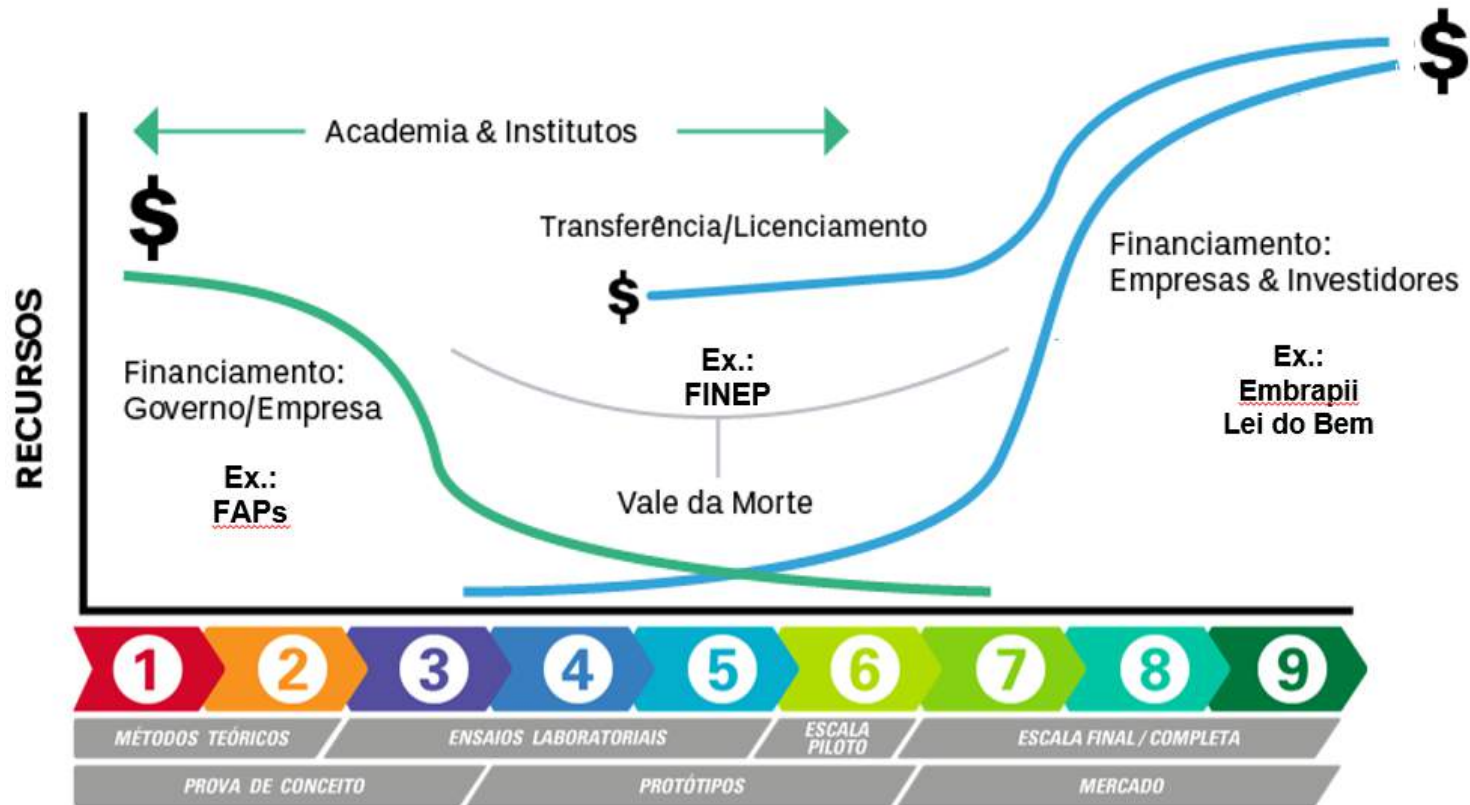 $
Academia & Institutos
$
Transferência/Licenciamento
$
Financiamento:
Empresas & Investidores
RECURSOS
Financiamento:
Governo/Empresa
Ex.:
FINEP
Ex.:
Embrapii
Lei do Bem
Ex.:
FAPs
Vale da Morte
1 2 3 4 5 6 7 8 9
MÉTODOS TEÓRICOS
ENSAIOS LABORATORIAIS
ESCALA
PILOTO
ESCALA FINAL / COMPLETA
PROVA DE CONCEITO
PROTÓTIPOS
MERCADO